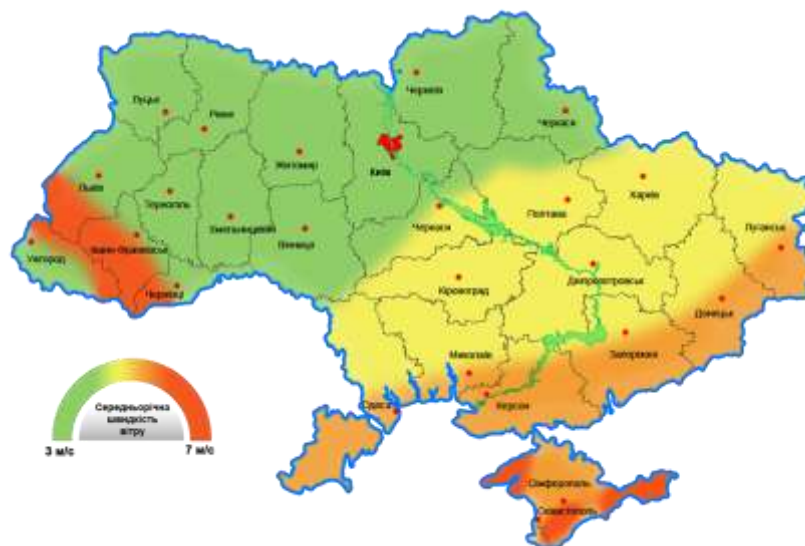 Чернігів
Луцьк
Рівне
Черкаси
Житомир
Київ
Львів
Харків
Тернопіль
Полтава
Хмельницький
Черкаси
Луганськ
Івано-Франківськ
Вінниця
Ужгород
Кіровоград
Дніпропетровськ
Чернівці
Донецьк
Запоріжжя
Миколаїв
Одеса
Херсон
Середньорічна
швидкість
вітру
3 м/с
7 м/с
Сімферополь
Севастополь